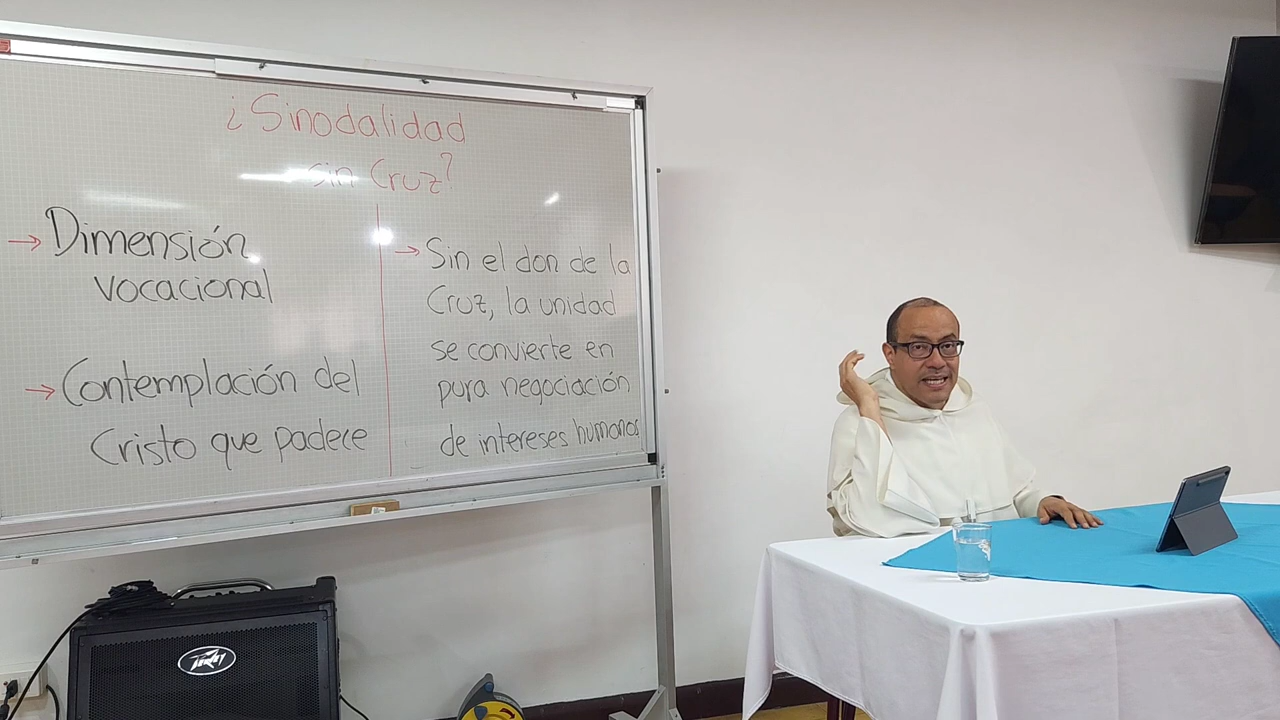 ¿Sinodalidad
sin Cruz?
→ Dimensión
vocacional
→ Contemplación del
Cristo que padece
→ Sin el don de la
Cruz, la unidad
se convierte en
pura negociación
de intereses humanos
PEAVEY